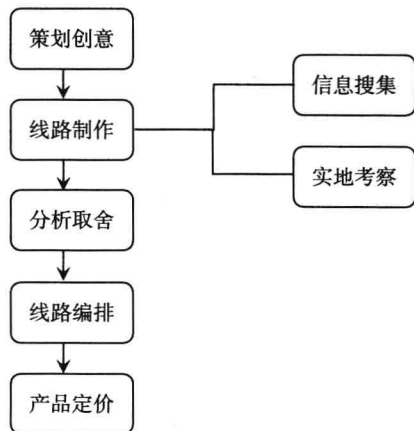 策划创意
线路制作
信息搜集
实地考察
分析取舍
线路编排
产品定价